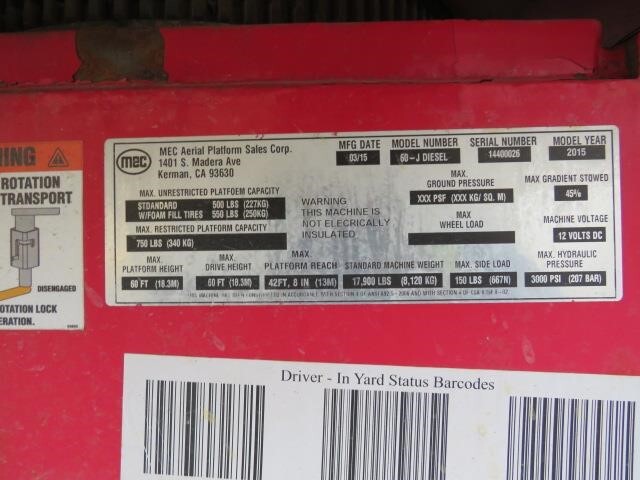 NING
ROTATION
TRANSPORT
DISENGAGED
OTATION LOCK
ERATION.
mec
MEC Aerial Platform Sales Corp.
1401 S. Madera Ave
Kerman, CA 93630
MFG DATE
03/15
MODEL NUMBER
60-J DIESEL
SERIAL NUMBER
14400026
MODEL YEAR
2015
MAX. UNRESTRICTED PLATFOEM CAPACITY
STDANDARD 500 LBS (227KG)
W/FOAM FILL TIRES 550 LBS (250KG)
MAX. RESTRICTED PLATFORM CAPACITY
750 LBS (340 KG)
WARNING
THIS MACHINE IS
NOT ELECRICALLY
INSULATED
MAX.
GROUND PRESSURE
XXX PSF (XXX KG/ SQ. M)
MAX
WHEEL LOAD
MAX GRADIENT STOWED
45%
MACHINE VOLTAGE
12 VOLTS DC
MAX.
PLATFORM HEIGHT
60 FT (18.3M)
MAX.
DRIVE HEIGHT
60 FT (18.3M)
MAX.
PLATFORM REACH
42FT, 8 IN (13M)
STANDARD MACHINE WEIGHT
17,900 LBS (8,120 KG)
MAX. SIDE LOAD
150 LBS (667N)
MAX. HYDRAULIC
PRESSURE
3000 PSI (207 BAR)
Driver - In Yard Status Barcodes